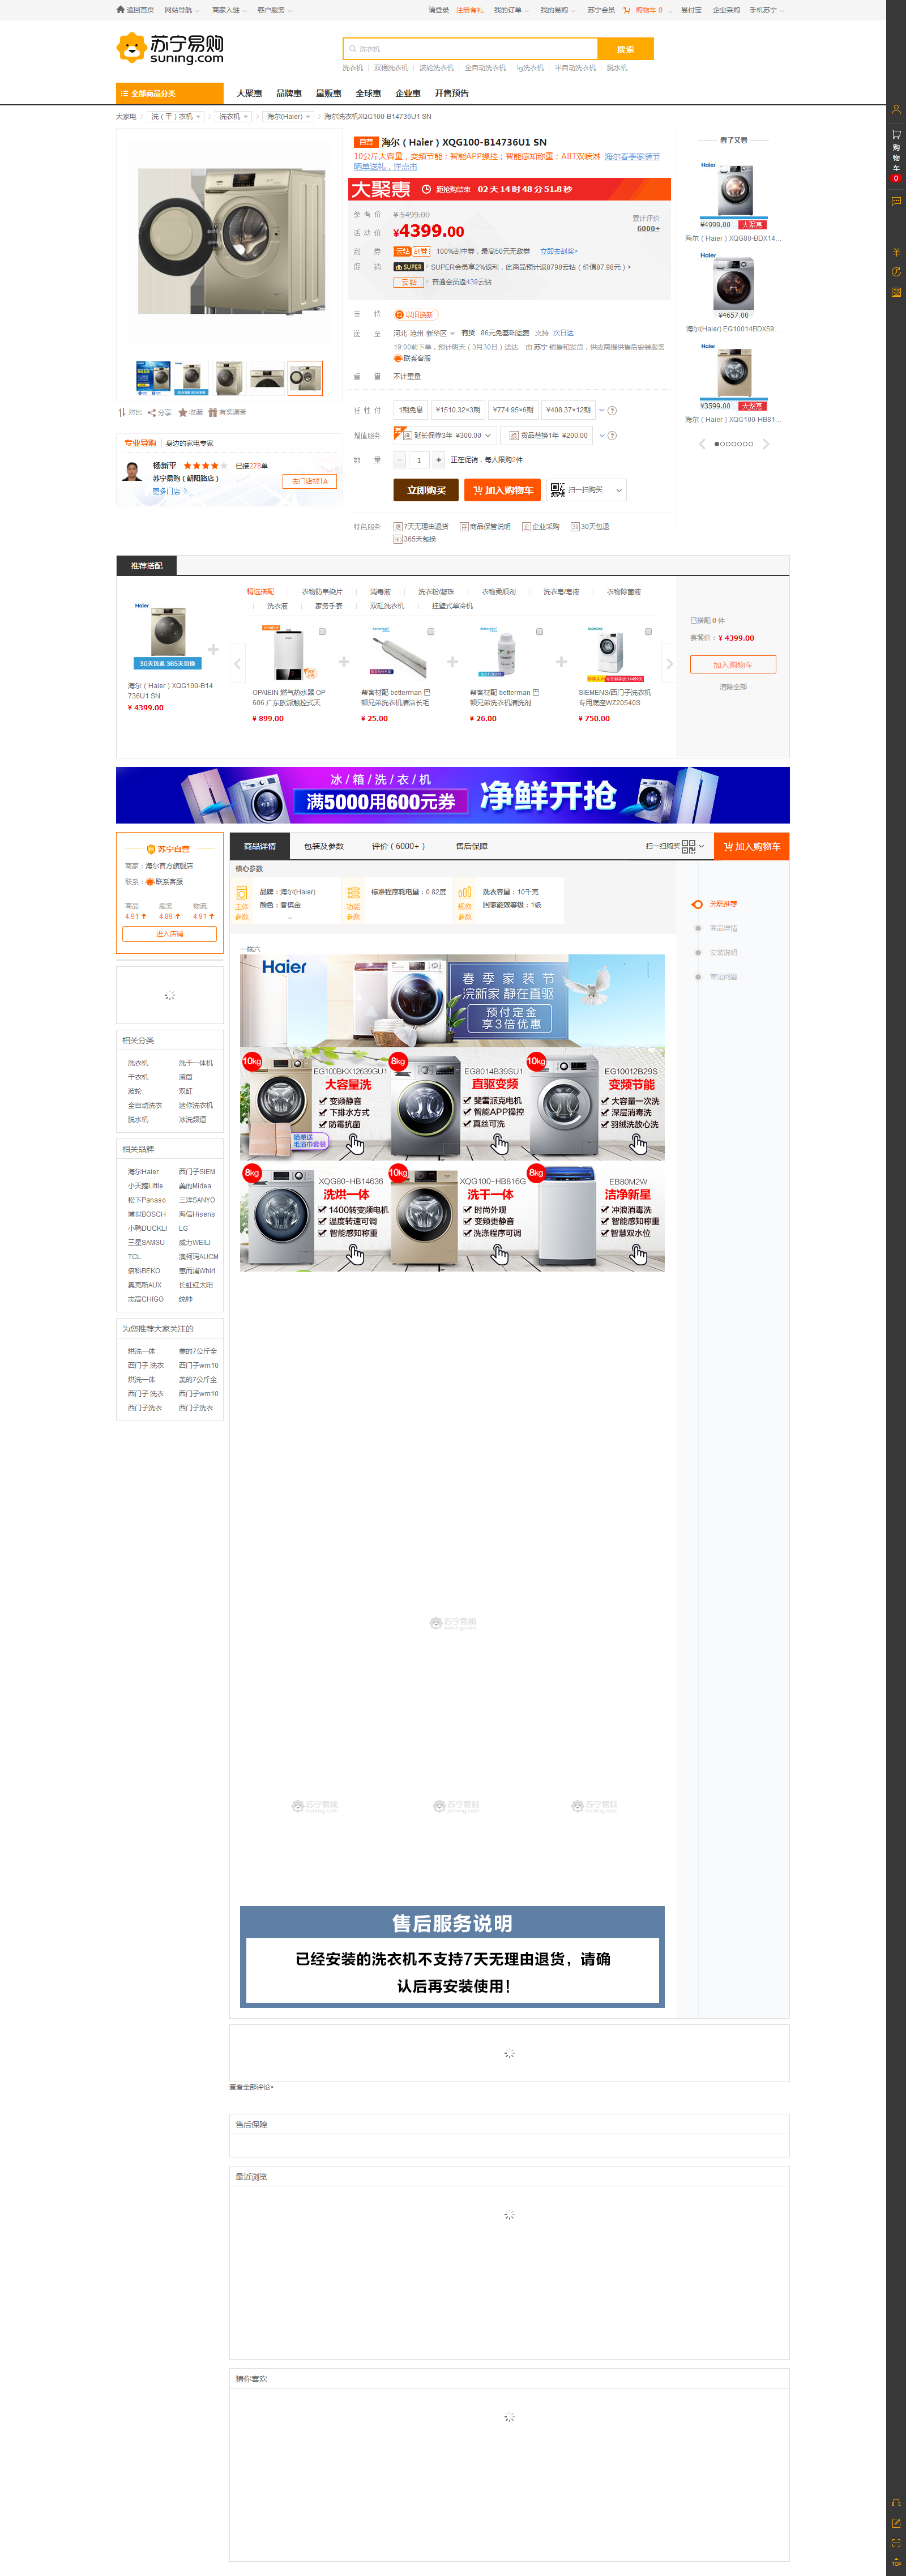 返回首页 网站导航 商家入驻 客户服务 请登录 注册有礼 我的订单 我的易购 苏宁会员 购物车 0 易付宝 企业采购 手机苏宁
苏宁易购
suning.com
洗衣机 搜索
洗衣机 双桶洗衣机 波轮洗衣机 全自动洗衣机 lg洗衣机 半自动洗衣机 脱水机
全部商品分类 大聚惠 品牌惠 量贩惠 全球惠 企业惠 开售预告
大家电 洗（干）衣机 洗衣机 海尔(Haier) 海尔洗衣机XQG100-B14736U1 SN
自营 海尔（Haier）XQG100-B14736U1 SN
10公斤大容量，变频节能；智能APP操控；智能感知称重；ABT双喷淋 海尔春季家装节
晒单送礼，详点击
大聚惠 距抢购结束 02 天 14 时 48 分 51.8 秒
参考价 ¥ 5499.00
活动价 ¥4399.00
累计评价
6000+
刮券 云钻 刮券 100%刮中券，最高50元无敌券 立即去刮奖>
促销 SUPER SUPER会员享2%返利，此商品预计返8798云钻（价值87.98元）>
云钻 普通会员返439云钻
支持 以旧换新
送至 河北 沧州 新华区 有货 86元免基础运费 支持 次日达
19:00前下单，预计明天（3月30日）送达 由 苏宁 销售和发货，供应商提供售后安装服务
联系客服
重量 不计重量
任性付 1期免息 ¥1510.32×3期 ¥774.95×6期 ¥408.37×12期
增值服务 延 延长保修3年 ¥300.00 换 货品替换1年 ¥200.00
数量 1 正在促销，每人限购2件
立即购买 加入购物车 扫一扫购买
特色服务 7天无理由退货 存 商品保管说明 企 企业采购 30 30天包退
365 365天包换
对比 分享 收藏 有奖调查
专业导购 身边的家电专家
杨新平 已接278单
苏宁易购（朝阳路店）
更多门店 去门店找TA
看了又看
Haier
¥4999.00 大聚惠
海尔（Haier）XQG80-BDX14...
Haier
¥4657.00
海尔(Haier) EG10014BDX59...
Haier
¥3599.00 大聚惠
海尔（Haier）XQG100-HB81...
购物车
0
推荐搭配
精选搭配 衣物防串染片 消毒液 洗衣粉/凝珠 衣物柔顺剂 洗衣皂/皂液 衣物除菌液
洗衣液 家务手套 双缸洗衣机 挂壁式单冷机
Haier
30天包退 365天包换
海尔（Haier）XQG100-B14
736U1 SN
¥ 4399.00
OPAIEIN 燃气热水器 OP
606 广东欧派触控式天
¥ 899.00
帮客材配 betterman 巴
顿兄弟洗衣机清洁长毛
¥ 25.00
帮客材配 betterman 巴
顿兄弟洗衣机清洗剂
¥ 26.00
SIEMENS
SIEMENS/西门子洗衣机
专用底座WZ20540S
¥ 750.00
已搭配 0 件
套餐价：¥ 4399.00
加入购物车
清除全部
冰/箱/洗/衣/机
满5000用600元券
净鲜开抢
苏宁自营
商家：海尔官方旗舰店
联系：联系客服
商品 服务 物流
4.91 4.89 4.91
进入店铺
商品详情 包装及参数 评价（6000+） 售后保障 扫一扫购买 加入购物车
核心参数
主体参数 品牌：海尔(Haier)
颜色：香槟金
功能参数 标准程序耗电量：0.82度
规格参数 洗衣容量：10千克
国家能效等级：1级
关联推荐
商品详情
安装说明
常见问题
一拖六
Haier
春季家装节
浣新家 静在直驱
预付定金
享3倍优惠
10kg EG100BKX12639GU1
大容量洗
变频静音
下排水方式
防霉抗菌
晒单送
毛浴巾套装
8kg EG8014B39SU1
直驱变频
斐雪派克电机
智能APP操控
真丝可洗
10kg EG10012B29S
变频节能
大容量一次洗
深层消毒洗
羽绒洗放心洗
8kg XQG80-HB14636
洗烘一体
1400转变频电机
温度转速可调
智能感知称重
10kg XQG100-HB816G
洗干一体
时尚外观
变频更静音
洗涤程序可调
8kg EB80M2W
洁净新星
冲浪消毒洗
智能感知称重
智慧双水位
相关分类
洗衣机 洗干一体机
干衣机 滚筒
波轮 双缸
全自动洗衣 迷你洗衣机
脱水机 冰洗频道
相关品牌
海尔Haier 西门子SIEM
小天鹅Little 美的Midea
松下Panaso 三洋SANYO
博世BOSCH 海信Hisens
小鸭DUCKLI LG
三星SAMSU 威力WEILI
TCL 澳柯玛AUCM
倍科BEKO 惠而浦Whirl
奥克斯AUX 长虹红太阳
志高CHIGO 统帅
为您推荐大家关注的
烘洗一体 美的7公斤全
西门子 洗衣 西门子wm10
烘洗一体 美的7公斤全
西门子 洗衣 西门子wm10
西门子洗衣 西门子洗衣
苏宁易购
suning.com
苏宁易购
suning.com
苏宁易购
suning.com
苏宁易购
suning.com
售后服务说明
已经安装的洗衣机不支持7天无理由退货，请确
认后再安装使用！
查看全部评论>
售后保障
最近浏览
猜你喜欢
TOP